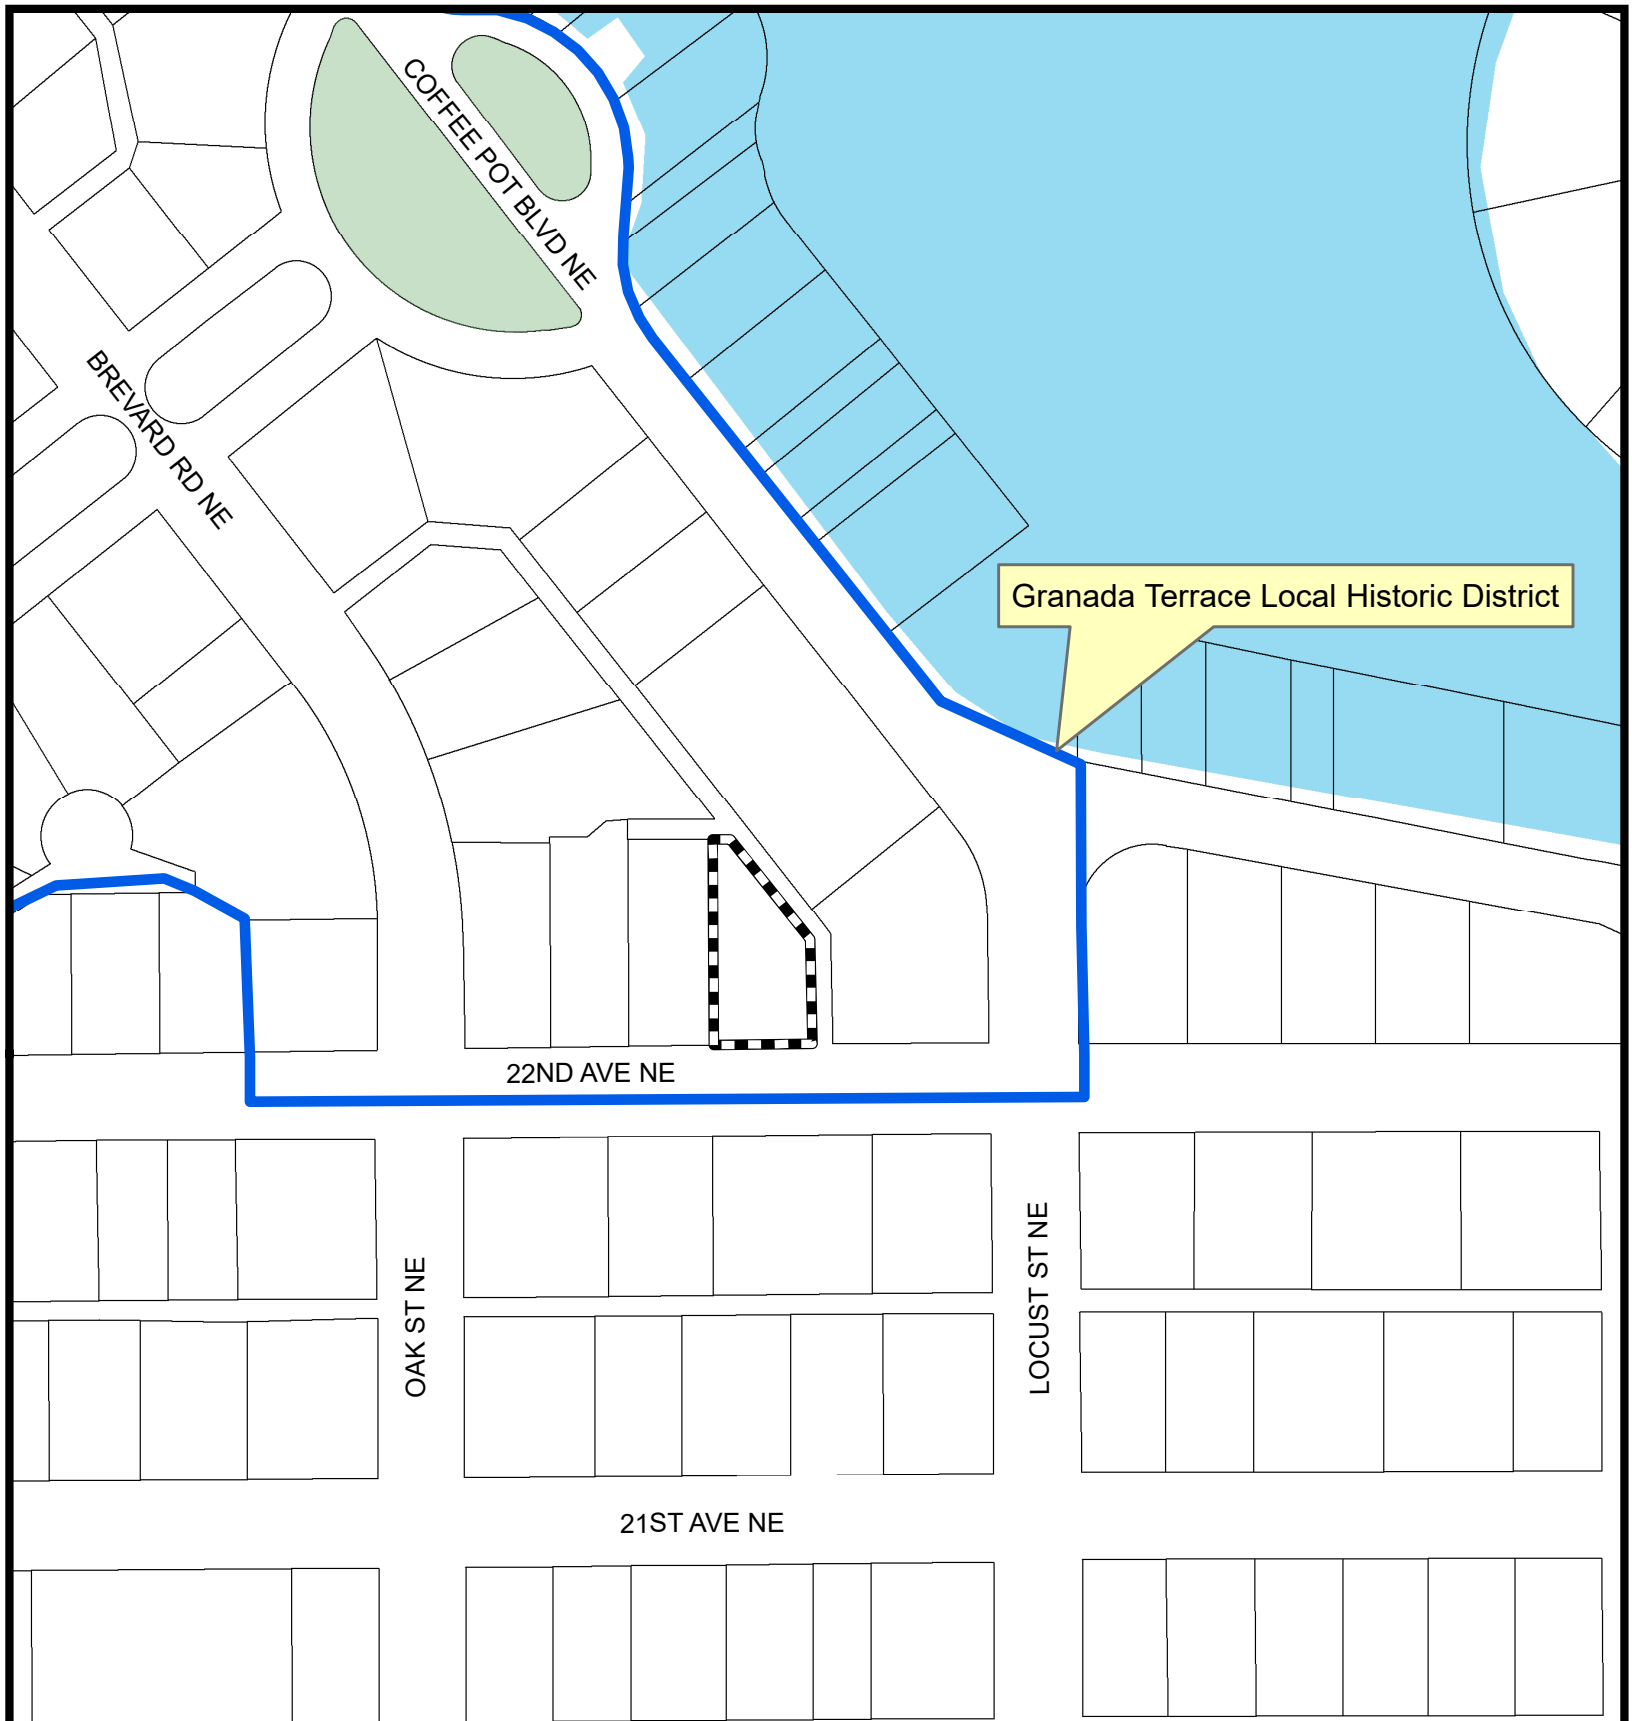 COFFEE POT BLVD NE
BREVARD RD NE
Granada Terrace Local Historic District
22ND AVE NE
OAK ST NE
LOCUST ST NE
21ST AVE NE